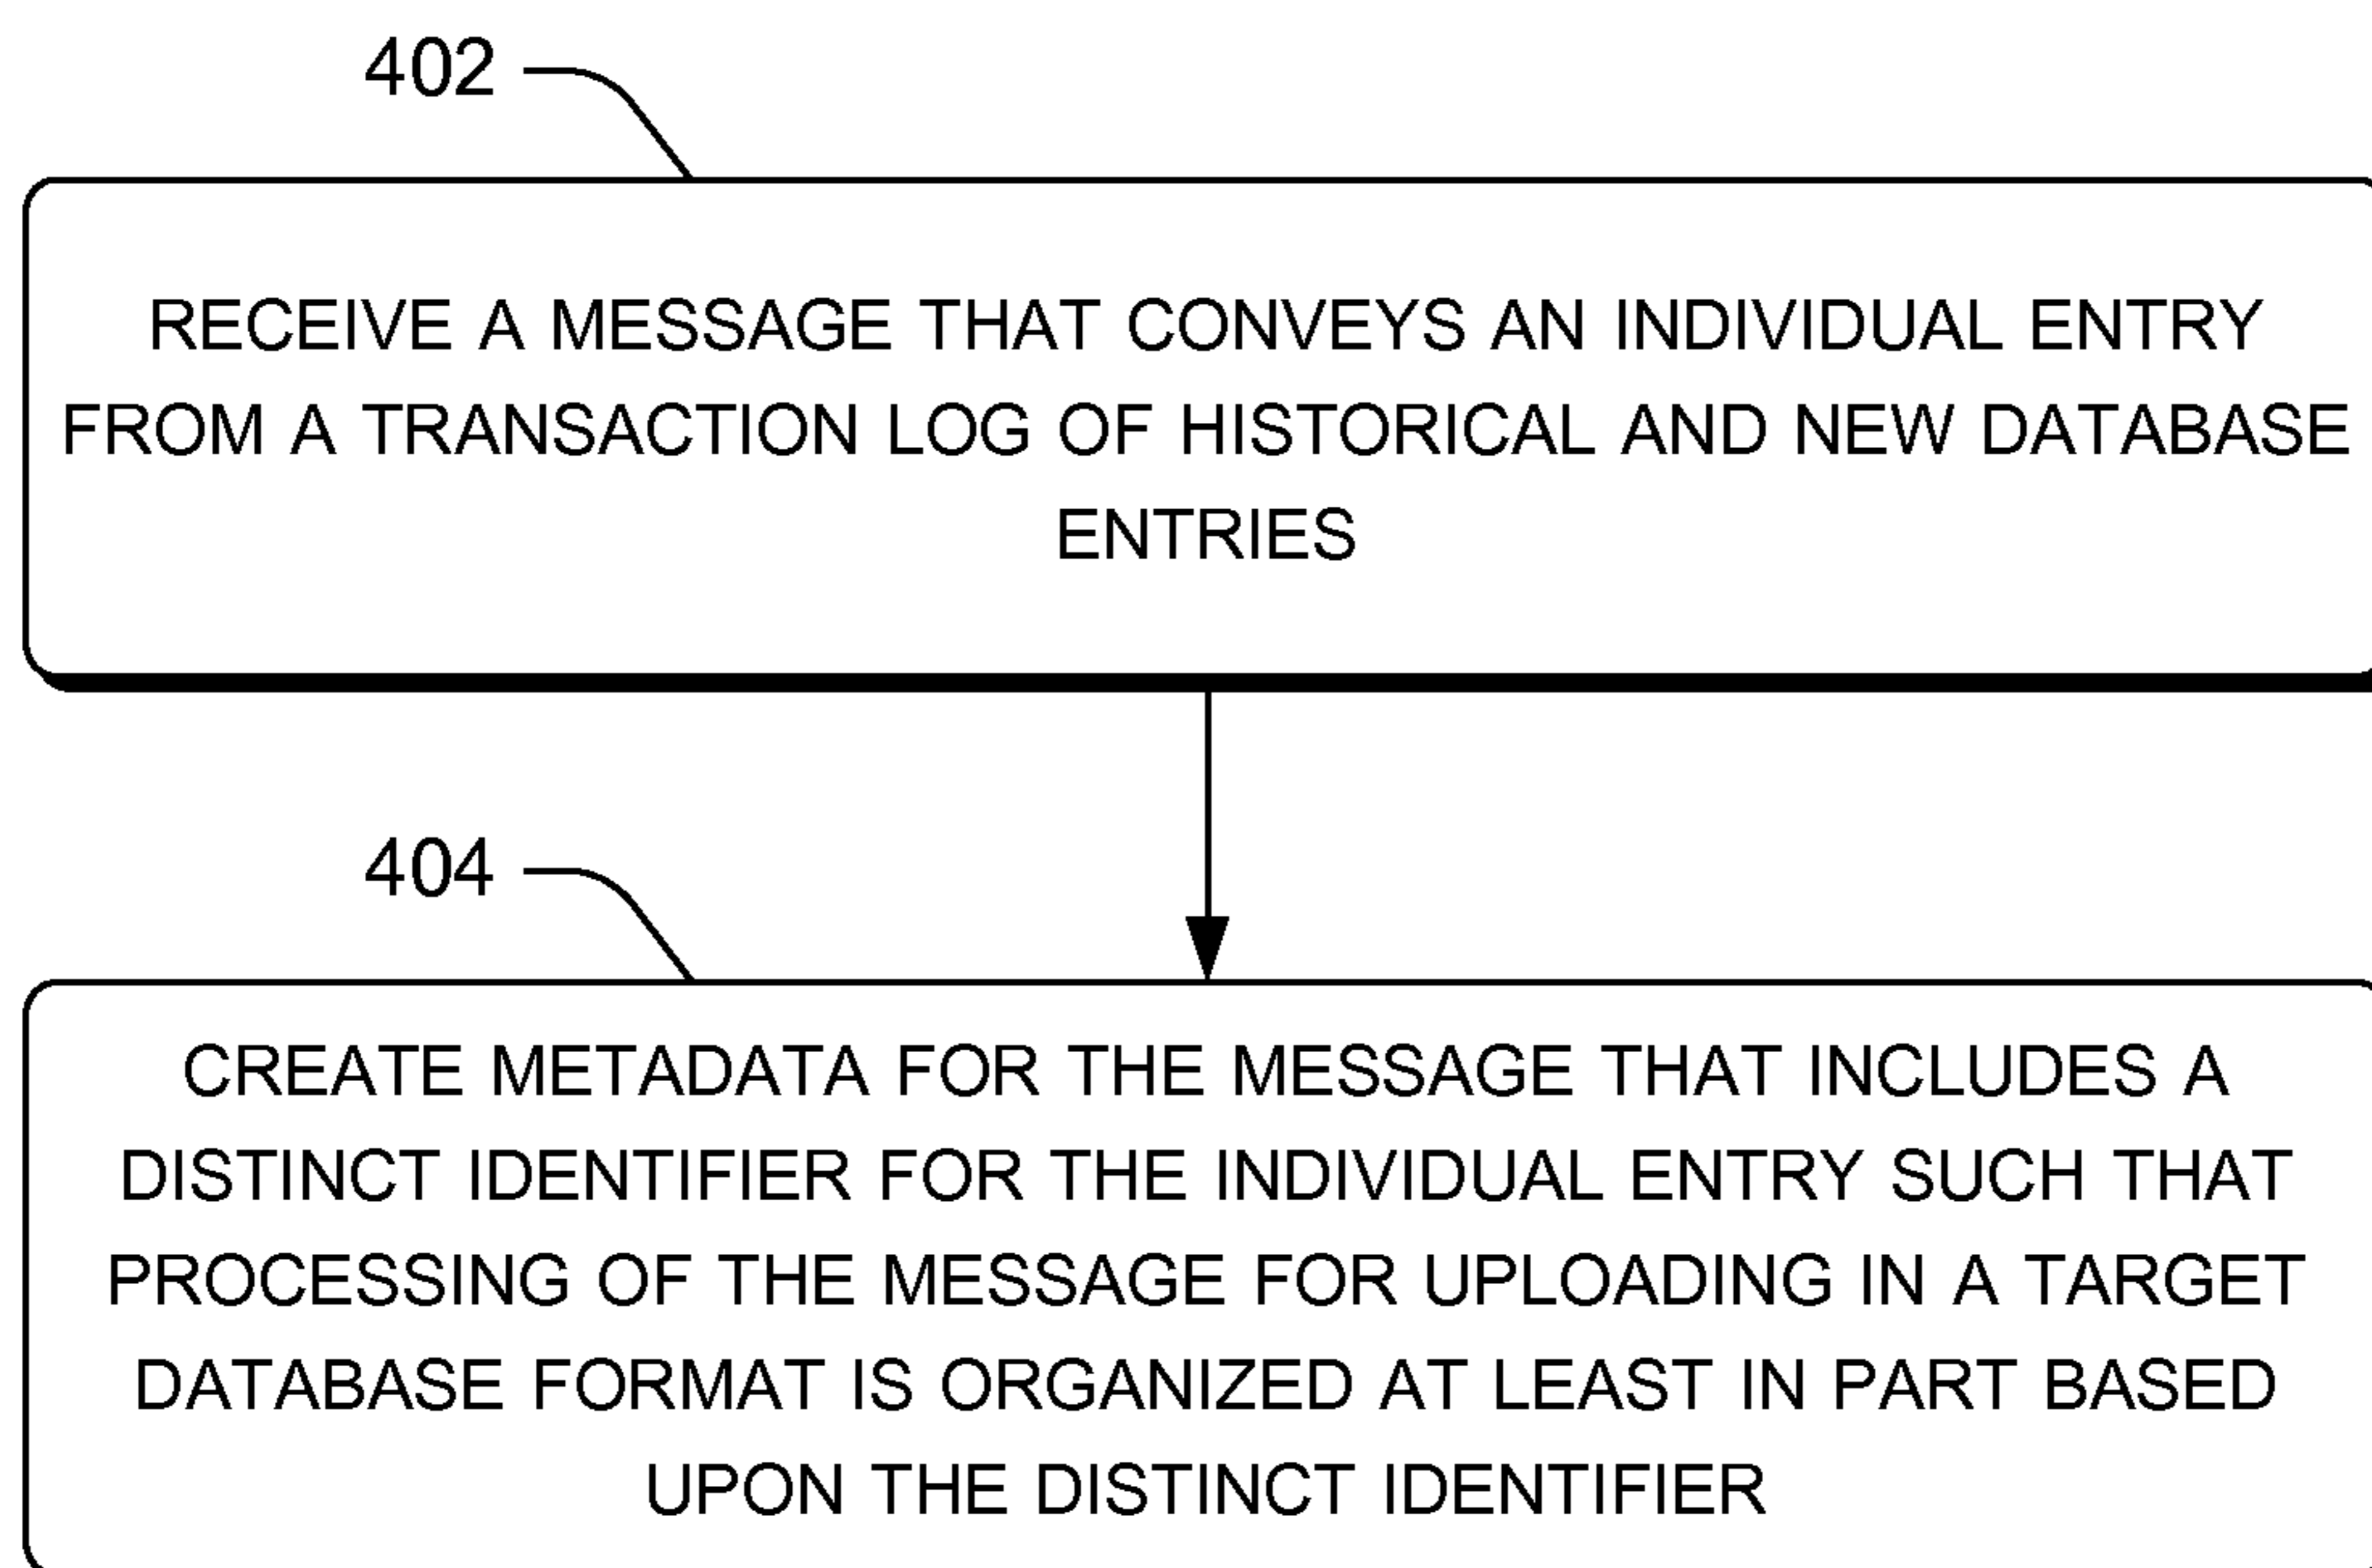 402
RECEIVE A MESSAGE THAT CONVEYS AN INDIVIDUAL ENTRY
FROM A TRANSACTION LOG OF HISTORICAL AND NEW DATABASE
ENTRIES
404
CREATE METADATA FOR THE MESSAGE THAT INCLUDES A
DISTINCT IDENTIFIER FOR THE INDIVIDUAL ENTRY SUCH THAT
PROCESSING OF THE MESSAGE FOR UPLOADING IN A TARGET
DATABASE FORMAT IS ORGANIZED AT LEAST IN PART BASED
UPON THE DISTINCT IDENTIFIER